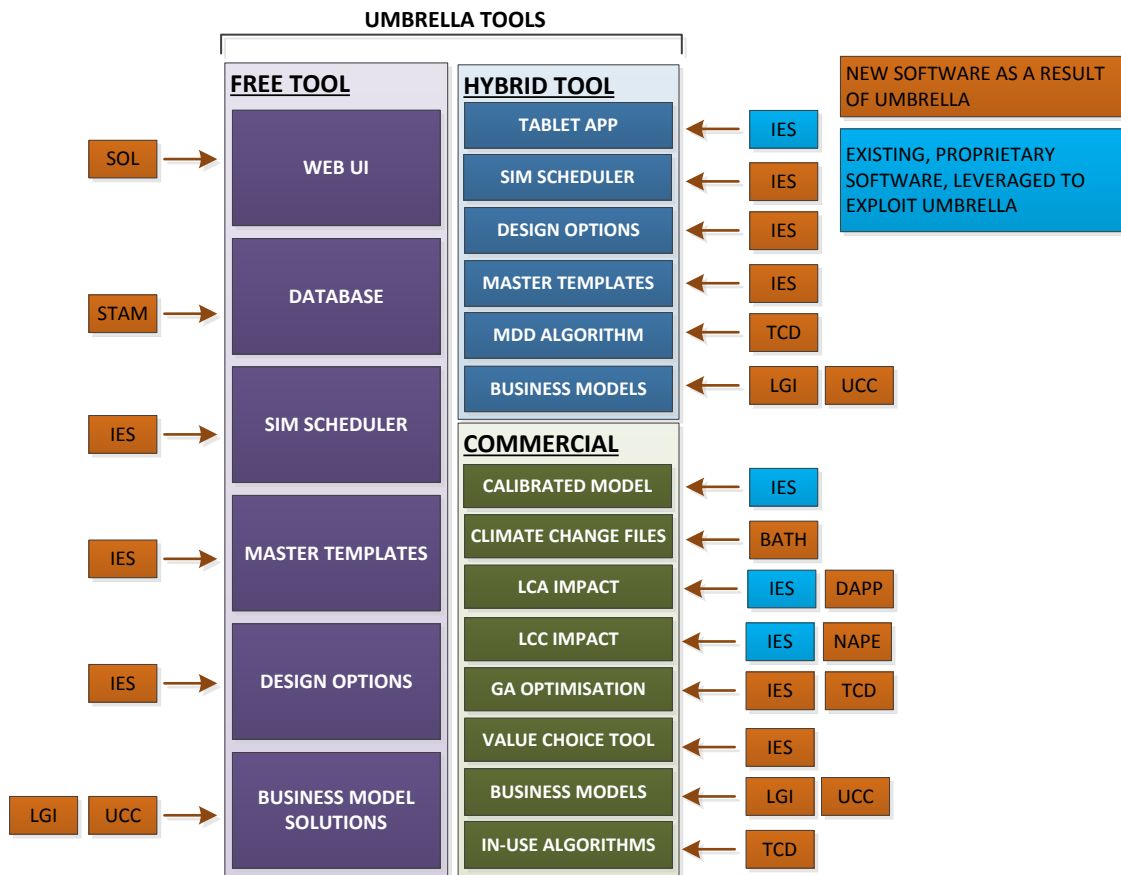 UMBRELLA TOOLS
FREE TOOL
SOL
WEB UI
STAM
DATABASE
IES
SIM SCHEDULER
IES
MASTER TEMPLATES
IES
DESIGN OPTIONS
LGI
UCC
BUSINESS MODEL
SOLUTIONS
HYBRID TOOL
TABLET APP
IES
SIM SCHEDULER
IES
DESIGN OPTIONS
IES
MASTER TEMPLATES
IES
MDD ALGORITHM
TCD
BUSINESS MODELS
LGI
UCC
COMMERCIAL
CALIBRATED MODEL
IES
CLIMATE CHANGE FILES
BATH
LCA IMPACT
IES
DAPP
LCC IMPACT
IES
NAPE
GA OPTIMISATION
IES
TCD
VALUE CHOICE TOOL
IES
BUSINESS MODELS
LGI
UCC
IN-USE ALGORITHMS
TCD
NEW SOFTWARE AS A RESULT
OF UMBRELLA
EXISTING, PROPRIETARY
SOFTWARE, LEVERAGED TO
EXPLOIT UMBRELLA